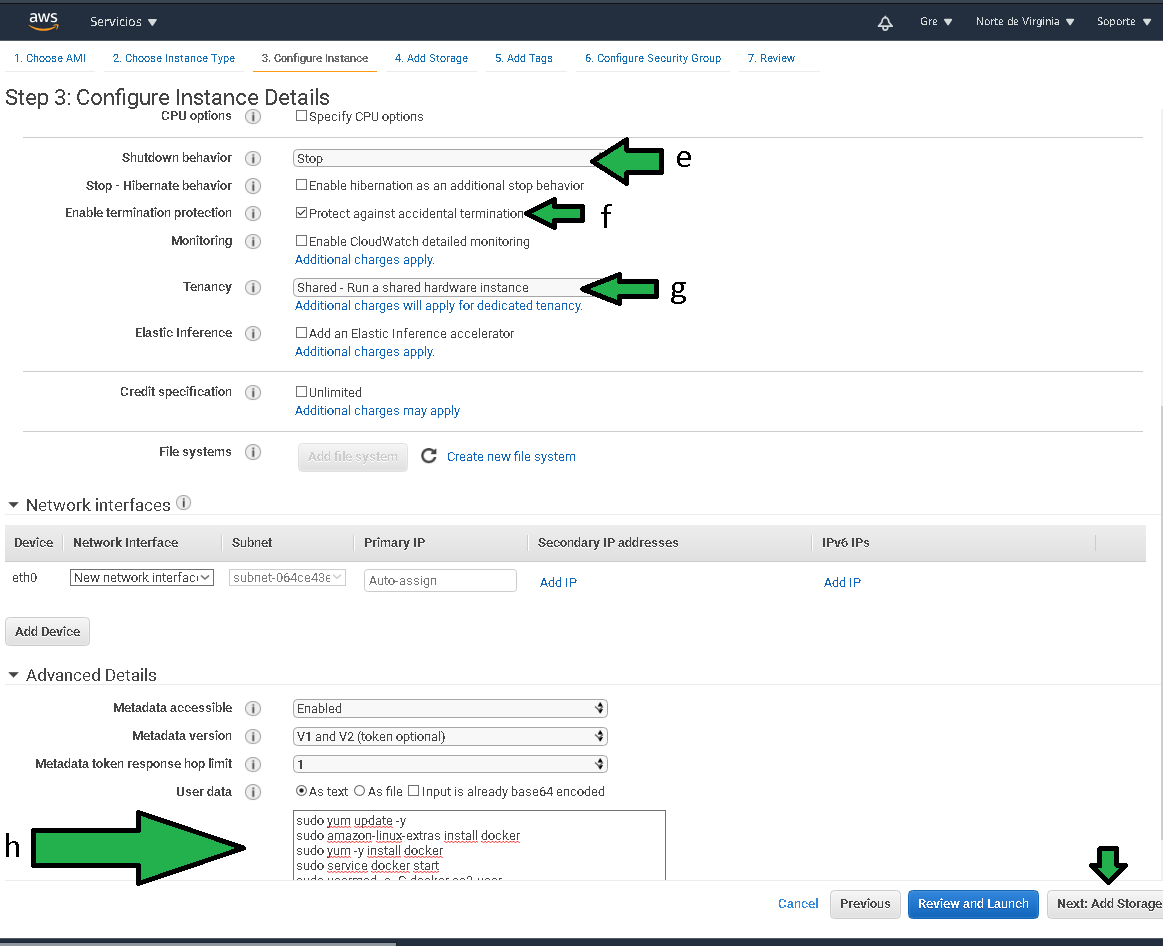 aws Servicios Gre Norte de Virginia Soporte
1. Choose AMI 2. Choose Instance Type 3. Configure Instance 4. Add Storage 5. Add Tags 6. Configure Security Group 7. Review
Step 3: Configure Instance Details
CPU options i Specify CPU options
Shutdown behavior i Stop e
Stop - Hibernate behavior i Enable hibernation as an additional stop behavior
Enable termination protection i Protect against accidental termination f
Monitoring i Enable CloudWatch detailed monitoring
Additional charges apply.
Tenancy i Shared - Run a shared hardware instance g
Additional charges will apply for dedicated tenancy.
Elastic Inference i Add an Elastic Inference accelerator
Additional charges apply.
Credit specification i Unlimited
Additional charges may apply
File systems i Add file system Create new file system
Network interfaces i
Device Network Interface Subnet Primary IP Secondary IP addresses IPv6 IPs
eth0 New network interfac subnet-064ce43e Auto-assign Add IP Add IP
Add Device
Advanced Details
Metadata accessible i Enabled
Metadata version i V1 and V2 (token optional)
Metadata token response hop limit i 1
User data i As text As file Input is already base64 encoded
sudo yum update -y
sudo amazon-linux-extras install docker
h sudo yum -y install docker
sudo service docker start
sudo usermod -a -G docker ec2-user
Cancel Previous Review and Launch Next: Add Storage